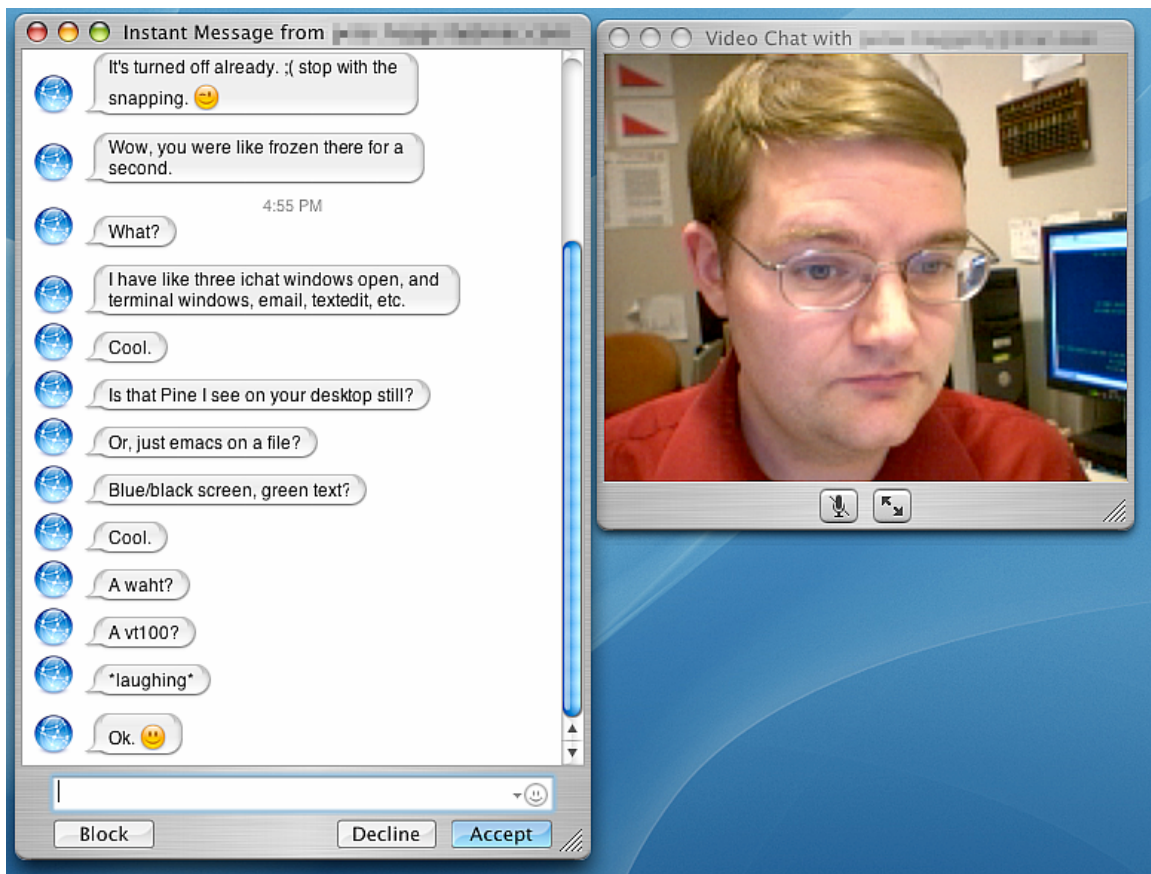 Instant Message from
It's turned off already. ;( stop with the
snapping.
Wow, you were like frozen there for a
second.
4:55 PM
What?
I have like three ichat windows open, and
terminal windows, email, textedit, etc.
Cool.
Is that Pine I see on your desktop still?
Or, just emacs on a file?
Blue/black screen, green text?
Cool.
A waht?
A vt100?
*laughing*
Ok.
Block
Decline
Accept
Video Chat with